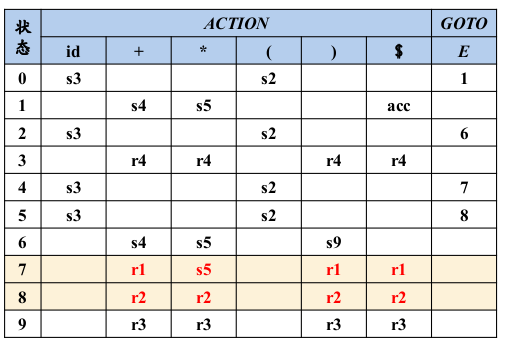 状态 ACTION GOTO
id + * ( ) $ E
0 s3 s2 1
1 s4 s5 acc
2 s3 s2 6
3 r4 r4 r4 r4
4 s3 s2 7
5 s3 s2 8
6 s4 s5 s9
7 r1 s5 r1 r1
8 r2 r2 r2 r2
9 r3 r3 r3 r3